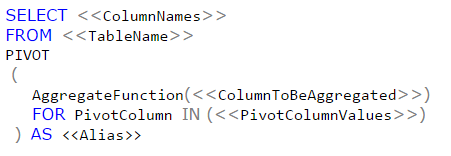 SELECT <<ColumnNames>>
FROM <<TableName>>
PIVOT
(
AggregateFunction(<<ColumnToBeAggregated>>)
FOR PivotColumn IN (<<PivotColumnValues>>)
) AS <<Alias>>